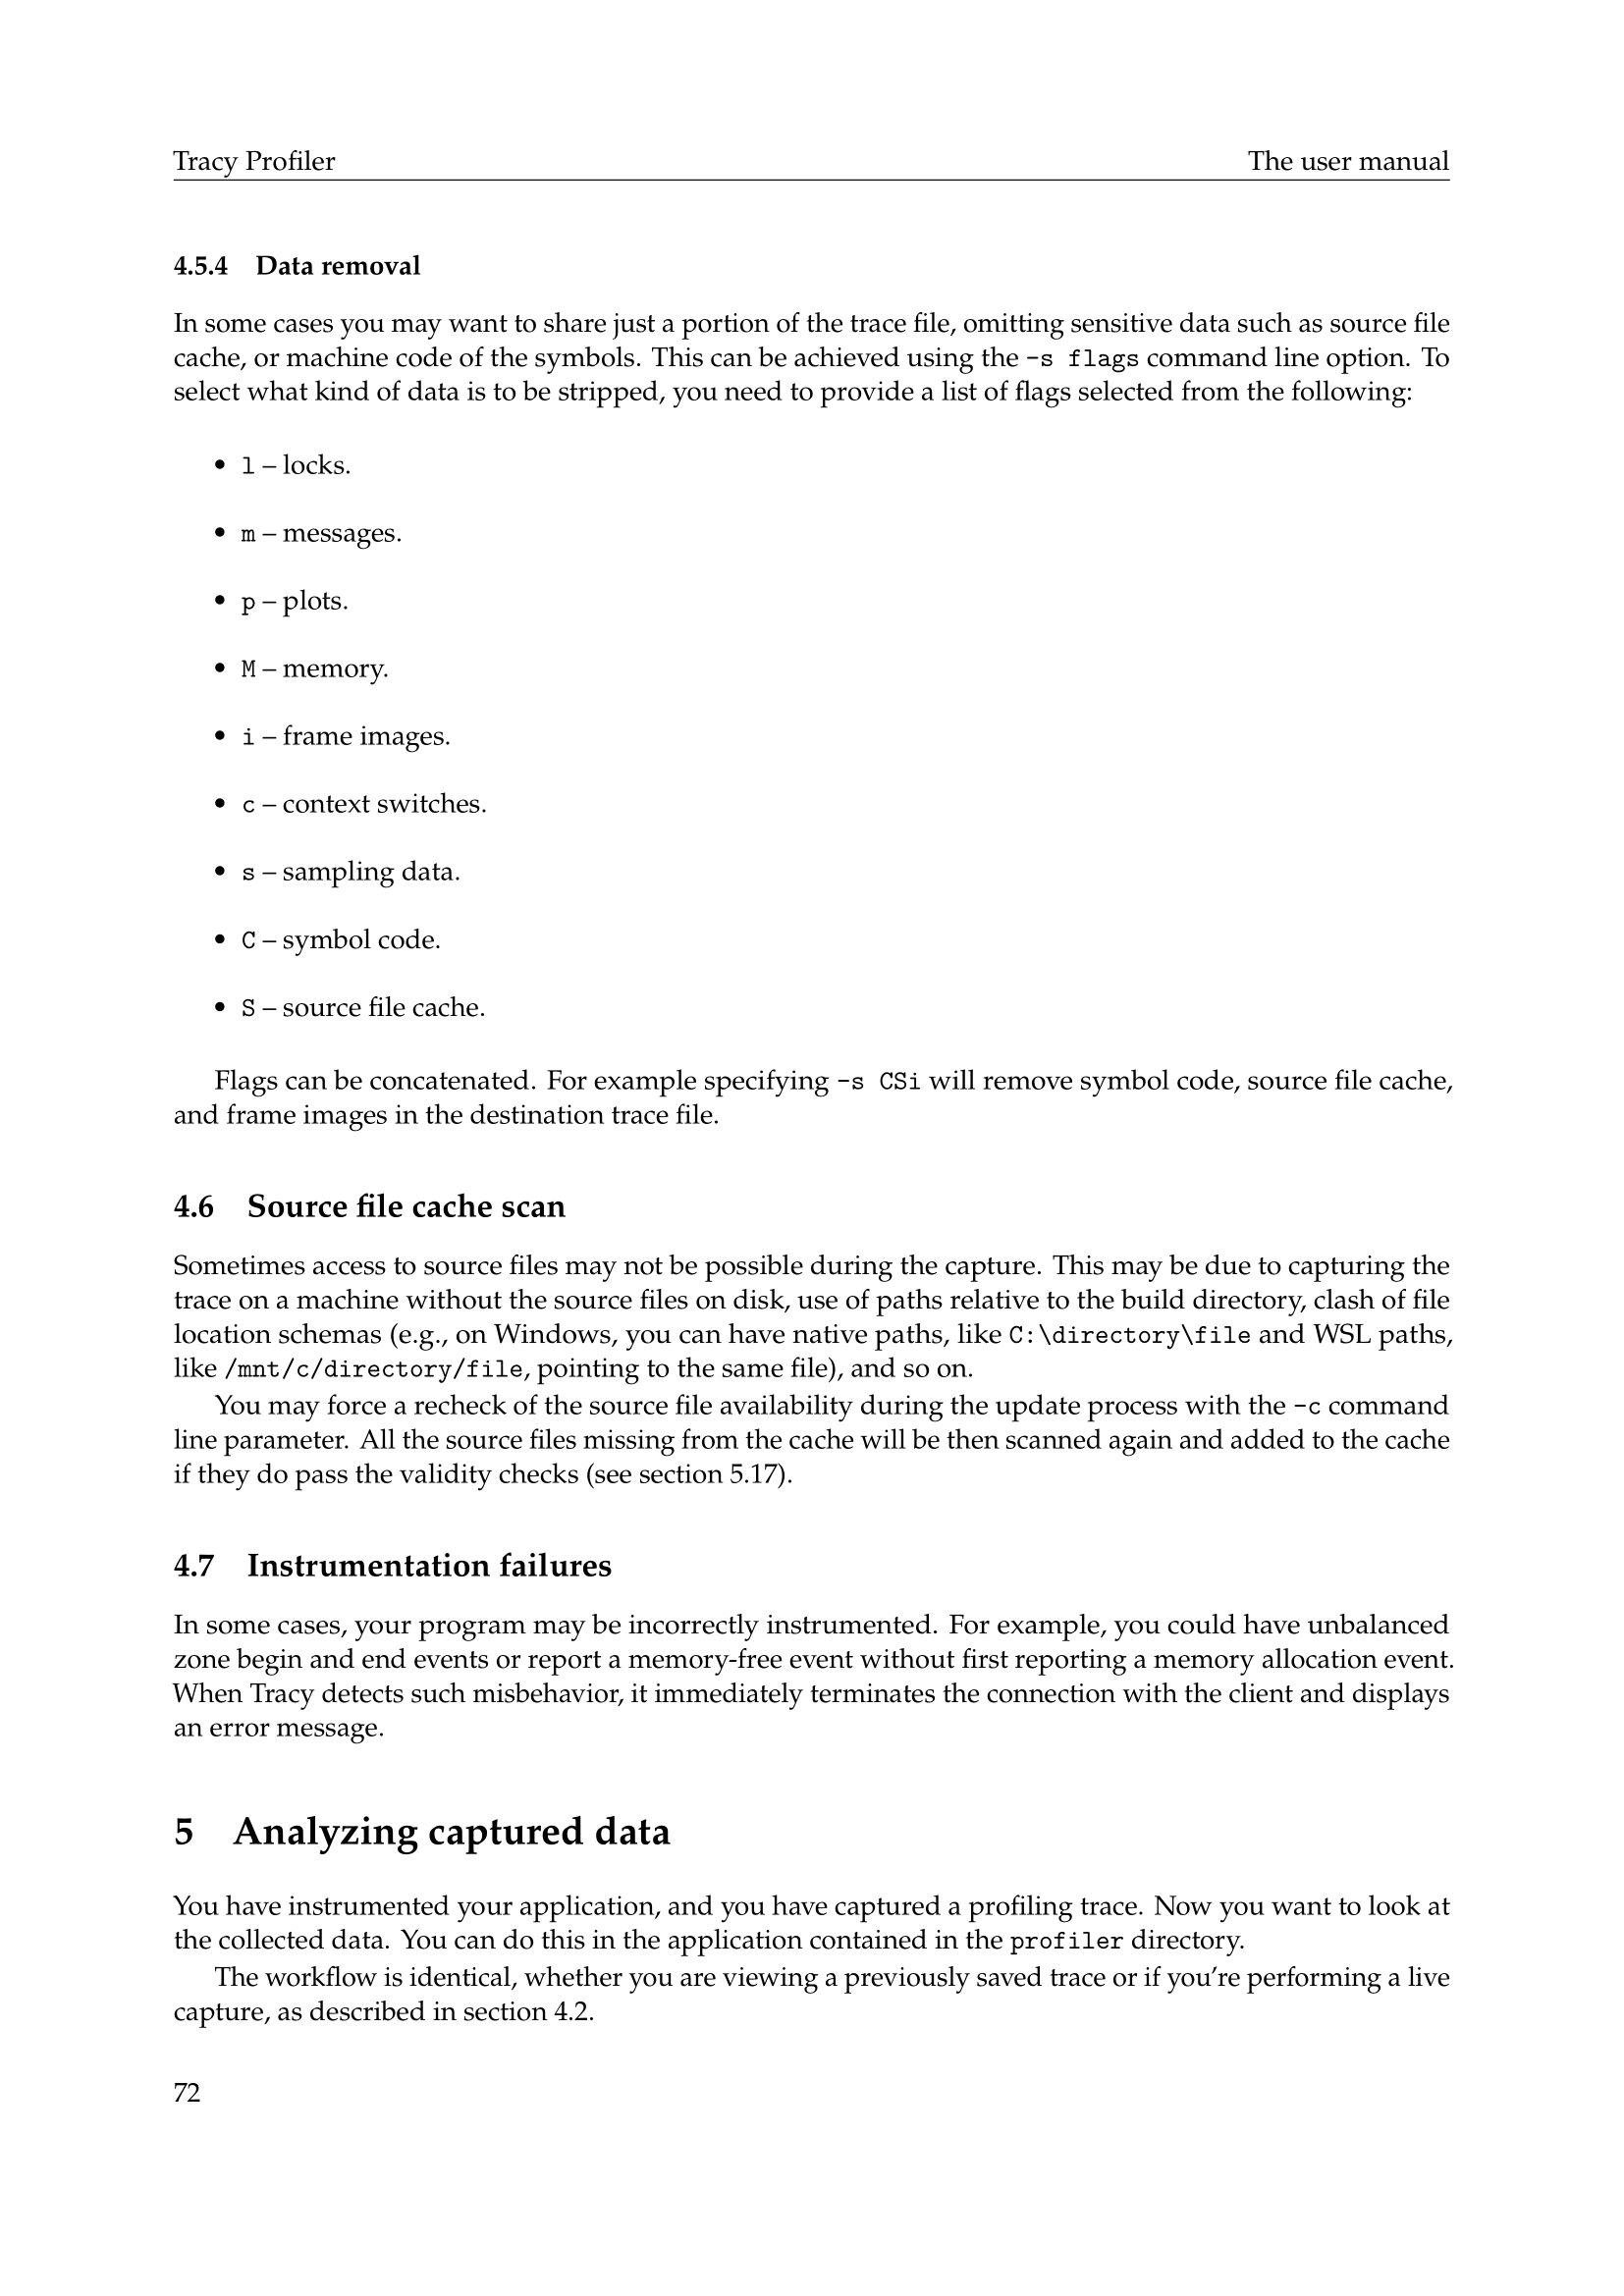 Tracy Profiler The user manual
4.5.4 Data removal
In some cases you may want to share just a portion of the trace file, omitting sensitive data such as source file
cache, or machine code of the symbols. This can be achieved using the -s flags command line option. To
select what kind of data is to be stripped, you need to provide a list of flags selected from the following:
• l – locks.
• m – messages.
• p – plots.
• M – memory.
• i – frame images.
• c – context switches.
• s – sampling data.
• C – symbol code.
• S – source file cache.
Flags can be concatenated. For example specifying -s CSi will remove symbol code, source file cache,
and frame images in the destination trace file.
4.6 Source file cache scan
Sometimes access to source files may not be possible during the capture. This may be due to capturing the
trace on a machine without the source files on disk, use of paths relative to the build directory, clash of file
location schemas (e.g., on Windows, you can have native paths, like C:\directory\file and WSL paths,
like /mnt/c/directory/file, pointing to the same file), and so on.
You may force a recheck of the source file availability during the update process with the -c command
line parameter. All the source files missing from the cache will be then scanned again and added to the cache
if they do pass the validity checks (see section 5.17).
4.7 Instrumentation failures
In some cases, your program may be incorrectly instrumented. For example, you could have unbalanced
zone begin and end events or report a memory-free event without first reporting a memory allocation event.
When Tracy detects such misbehavior, it immediately terminates the connection with the client and displays
an error message.
5 Analyzing captured data
You have instrumented your application, and you have captured a profiling trace. Now you want to look at
the collected data. You can do this in the application contained in the profiler directory.
The workflow is identical, whether you are viewing a previously saved trace or if you're performing a live
capture, as described in section 4.2.
72